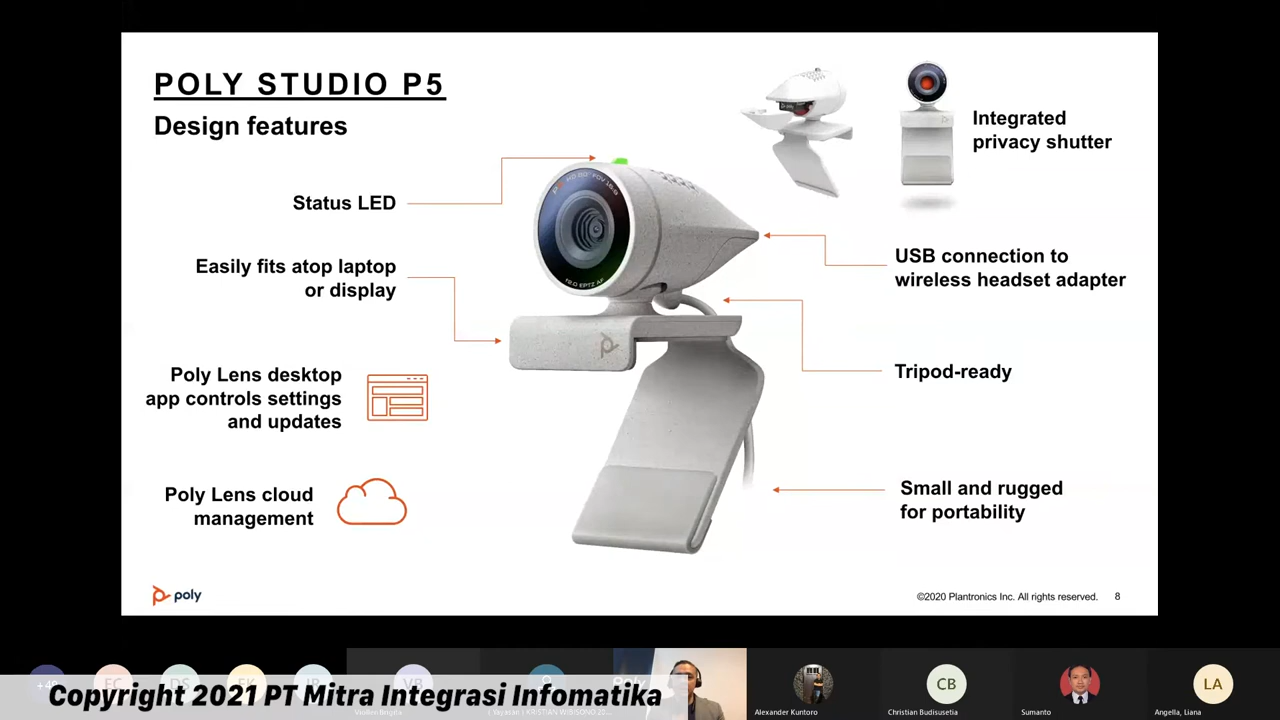 POLY STUDIO P5
Design features
Integrated
privacy shutter
Status LED
Easily fits atop laptop
or display
USB connection to
wireless headset adapter
Poly Lens desktop
app controls settings
and updates
Tripod-ready
Poly Lens cloud
management
Small and rugged
for portability
poly
©2020 Plantronics Inc. All rights reserved. 8
CB
LA
Copyright 2021 PT Mitra Integrasi Infomatika
Alexander Kuntoro
Christian Budisusetia
Sumanto
Angella, Liana